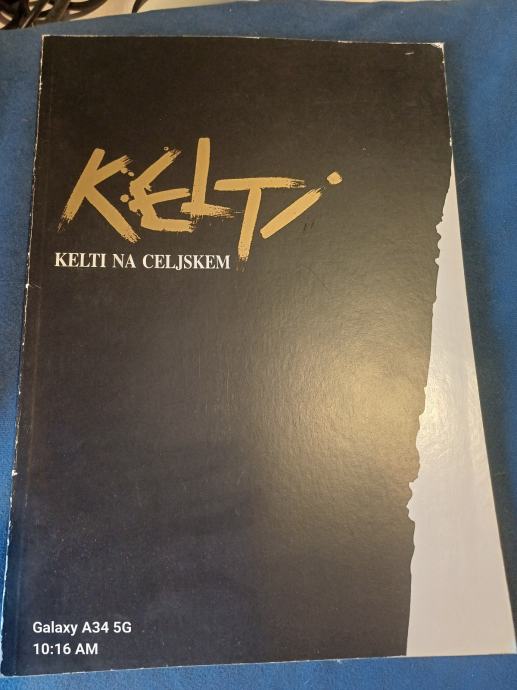 KELTI
KELTI NA CELJSKEM
Galaxy A34 5G
10:16 AM